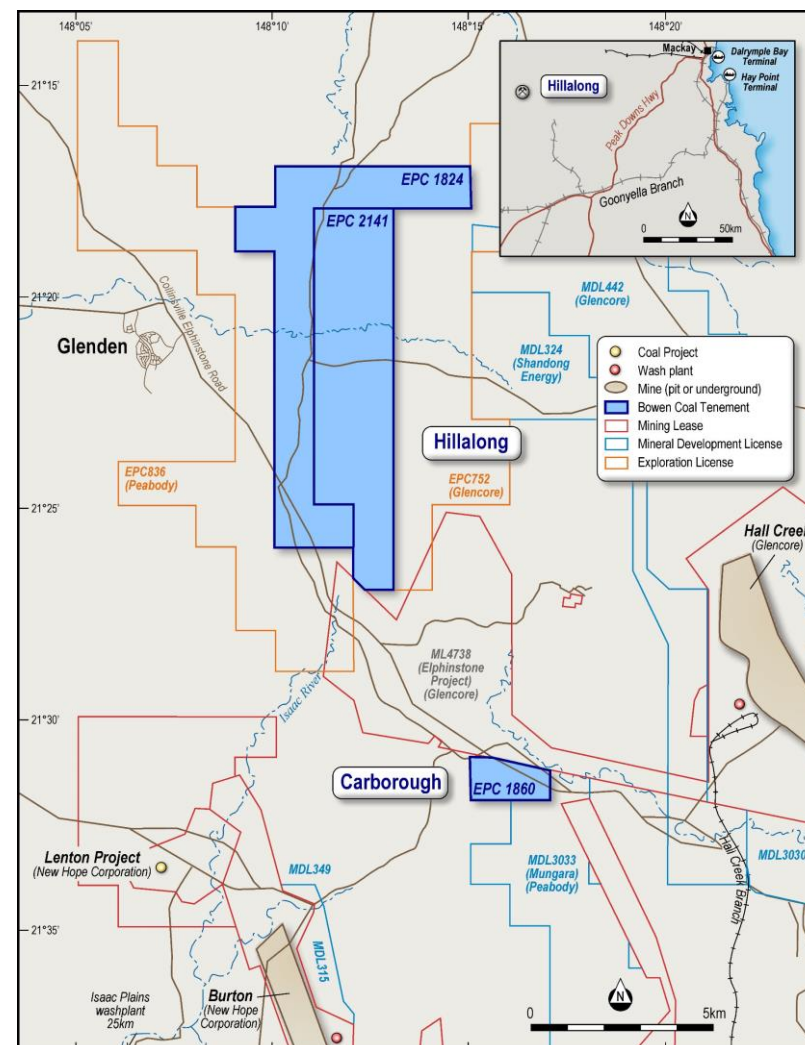 148°05'
148°10'
148°15'
148°20'
21°15'
21°20'
21°25'
21°30'
21°35'
Mackay
Dalrymple Bay
Terminal
Hay Point
Terminal
Hillalong
Peak Downs Hwy
Goonyella Branch
N
0
50km
EPC 1824
EPC 2141
MDL442
(Glencore)
MDL324
(Shandong
Energy)
Collinsville Elphinstone Road
Glenden
Coal Project
Wash plant
Mine (pit or underground)
Bowen Coal Tenement
Mining Lease
Mineral Development License
Exploration License
Hillalong
EPC836
(Peabody)
EPC752
(Glencore)
Hall Creek
(Glencore)
ML4738
(Elphinstone
Project)
(Glencore)
Isaac River
Carborough
EPC 1860
Lenton Project
(New Hope Corporation)
MDL349
MDL3033
(Mungara)
(Peabody)
MDL3030
Hall Creek Branch
MDL315
Isaac Plains
washplant
25km
Burton
(New Hope
Corporation)
N
0
5km